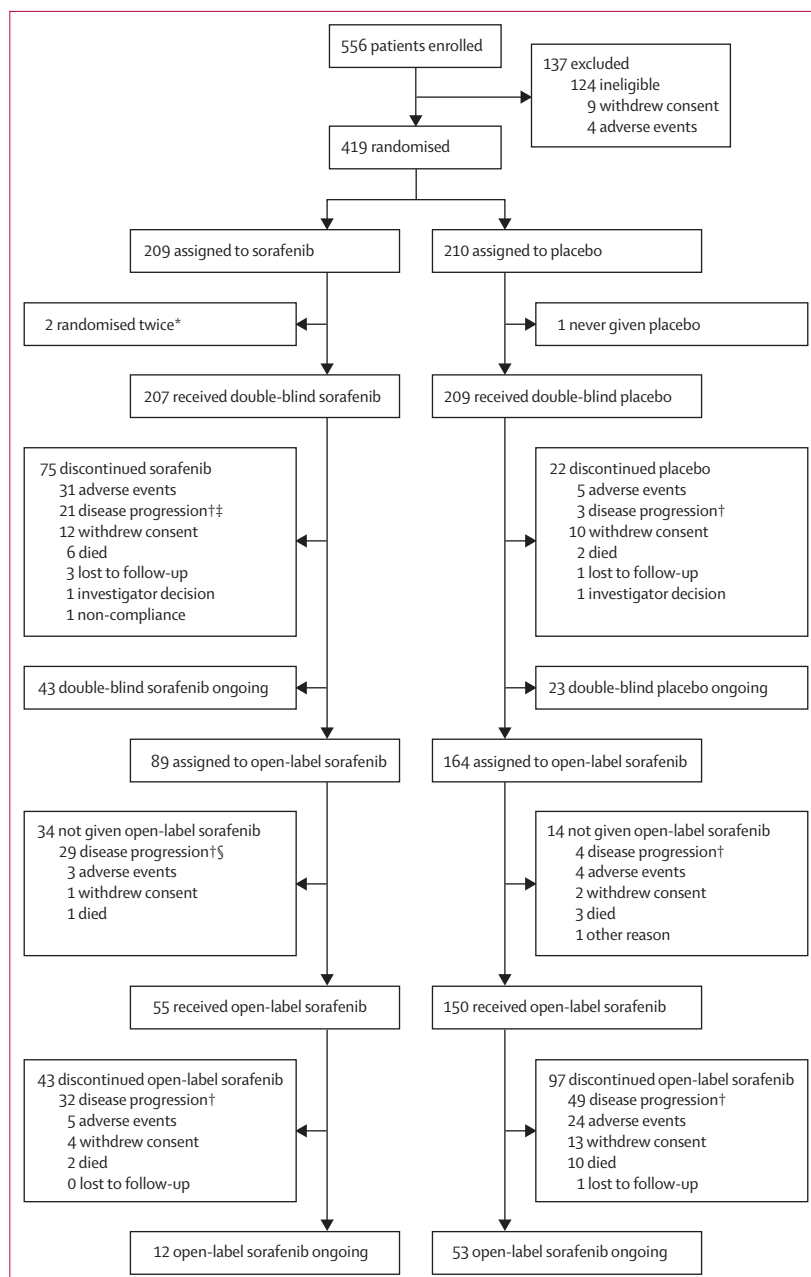 556 patients enrolled
137 excluded
124 ineligible
9 withdrew consent
4 adverse events
419 randomised
209 assigned to sorafenib
210 assigned to placebo
2 randomised twice*
1 never given placebo
207 received double-blind sorafenib
209 received double-blind placebo
75 discontinued sorafenib
31 adverse events
21 disease progression†‡
12 withdrew consent
6 died
3 lost to follow-up
1 investigator decision
1 non-compliance
22 discontinued placebo
5 adverse events
3 disease progression†
10 withdrew consent
2 died
1 lost to follow-up
1 investigator decision
43 double-blind sorafenib ongoing
23 double-blind placebo ongoing
89 assigned to open-label sorafenib
164 assigned to open-label sorafenib
34 not given open-label sorafenib
29 disease progression†§
3 adverse events
1 withdrew consent
1 died
14 not given open-label sorafenib
4 disease progression†
4 adverse events
2 withdrew consent
3 died
1 other reason
55 received open-label sorafenib
150 received open-label sorafenib
43 discontinued open-label sorafenib
32 disease progression†
5 adverse events
4 withdrew consent
2 died
0 lost to follow-up
97 discontinued open-label sorafenib
49 disease progression†
24 adverse events
13 withdrew consent
10 died
1 lost to follow-up
12 open-label sorafenib ongoing
53 open-label sorafenib ongoing